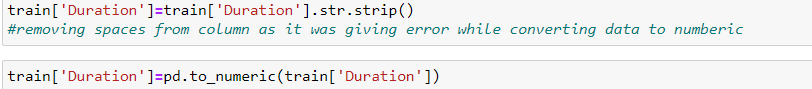 train['Duration']=train['Duration'].str.strip()
#removing spaces from column as it was giving error while converting data to numberic
train['Duration']=pd.to_numeric(train['Duration'])